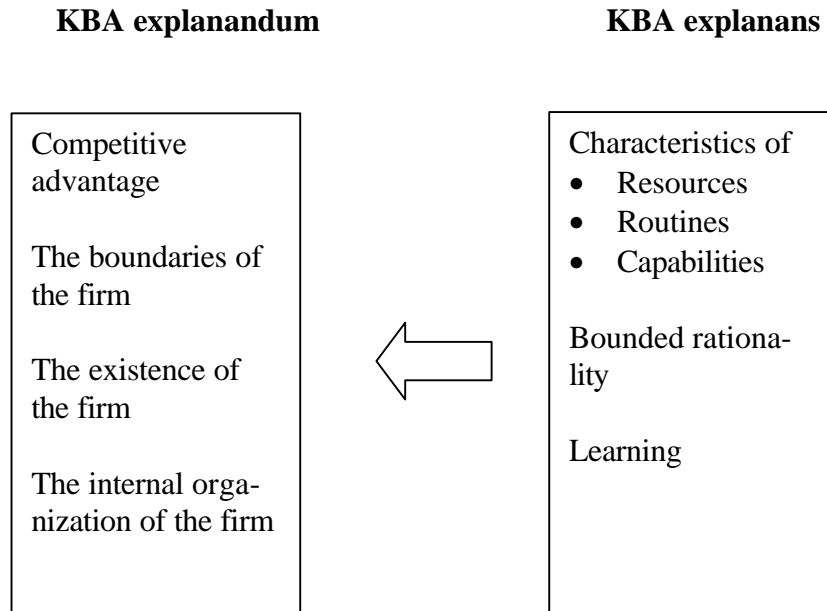 KBA explanandum
Competitive
advantage
The boundaries of
the firm
The existence of
the firm
The internal orga-
nization of the firm
KBA explanans
Characteristics of
• Resources
• Routines
• Capabilities
Bounded rationa-
lity
Learning